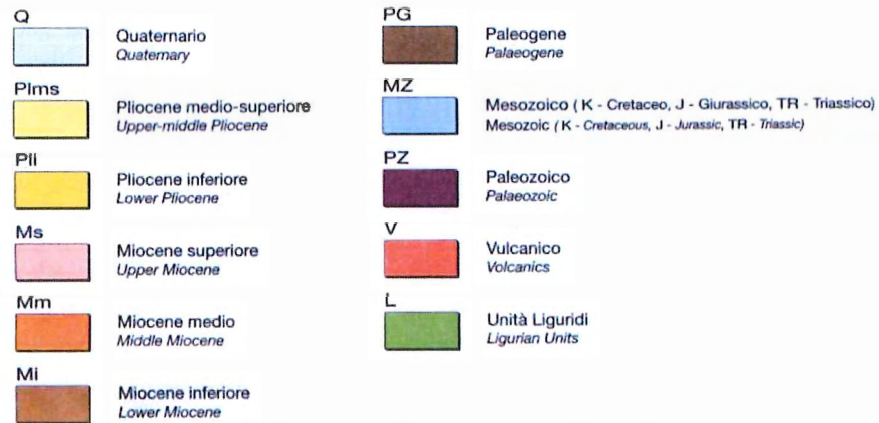 Q
Quaternario
Quaternary
Plms
Pliocene medio-superiore
Upper-middle Pliocene
Pli
Pliocene inferiore
Lower Pliocene
Ms
Miocene superiore
Upper Miocene
Mm
Miocene medio
Middle Miocene
Mi
Miocene inferiore
Lower Miocene
PG
Paleogene
Palaeogene
MZ
Mesozoico ( K - Cretaceo, J - Giurassico, TR - Triassico)
Mesozoic ( K - Cretaceous, J - Jurassic, TR - Triassic)
PZ
Paleozoico
Palaeozoic
V
Vulcanico
Volcanics
L
Unità Liguridi
Ligurian Units